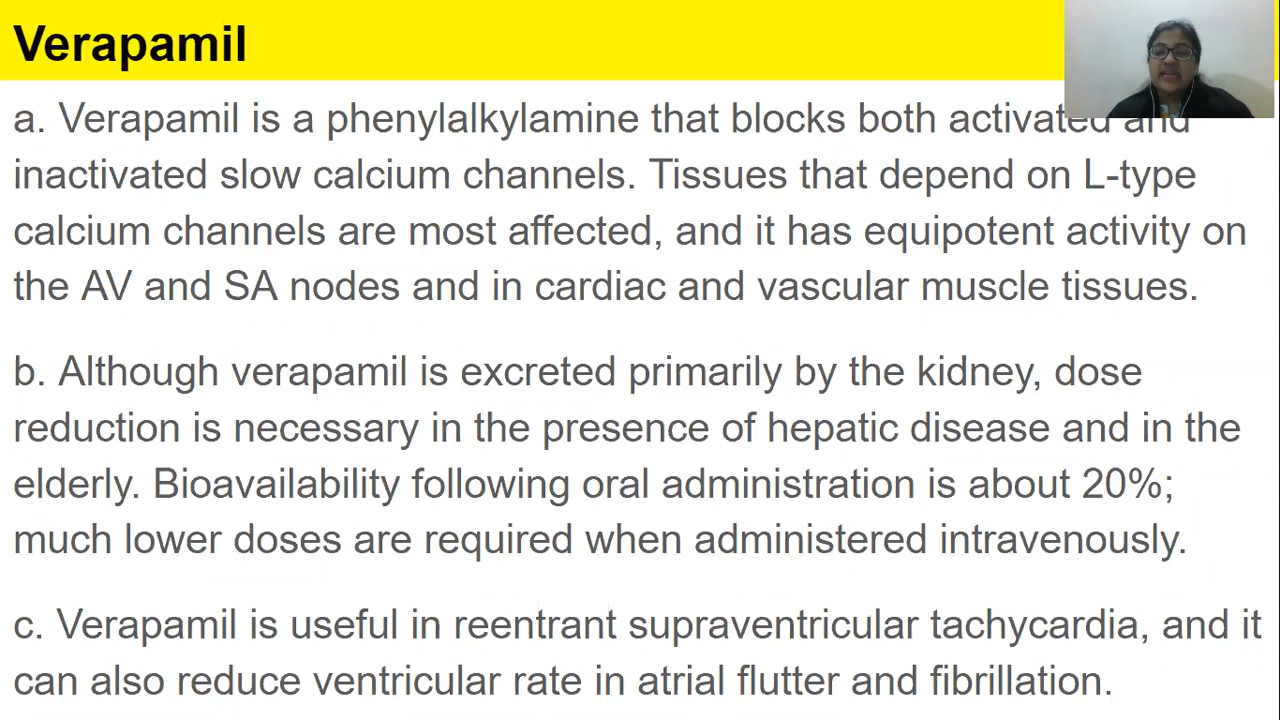 Verapamil
a. Verapamil is a phenylalkylamine that blocks both activated and
inactivated slow calcium channels. Tissues that depend on L-type
calcium channels are most affected, and it has equipotent activity on
the AV and SA nodes and in cardiac and vascular muscle tissues.
b. Although verapamil is excreted primarily by the kidney, dose
reduction is necessary in the presence of hepatic disease and in the
elderly. Bioavailability following oral administration is about 20%;
much lower doses are required when administered intravenously.
c. Verapamil is useful in reentrant supraventricular tachycardia, and it
can also reduce ventricular rate in atrial flutter and fibrillation.